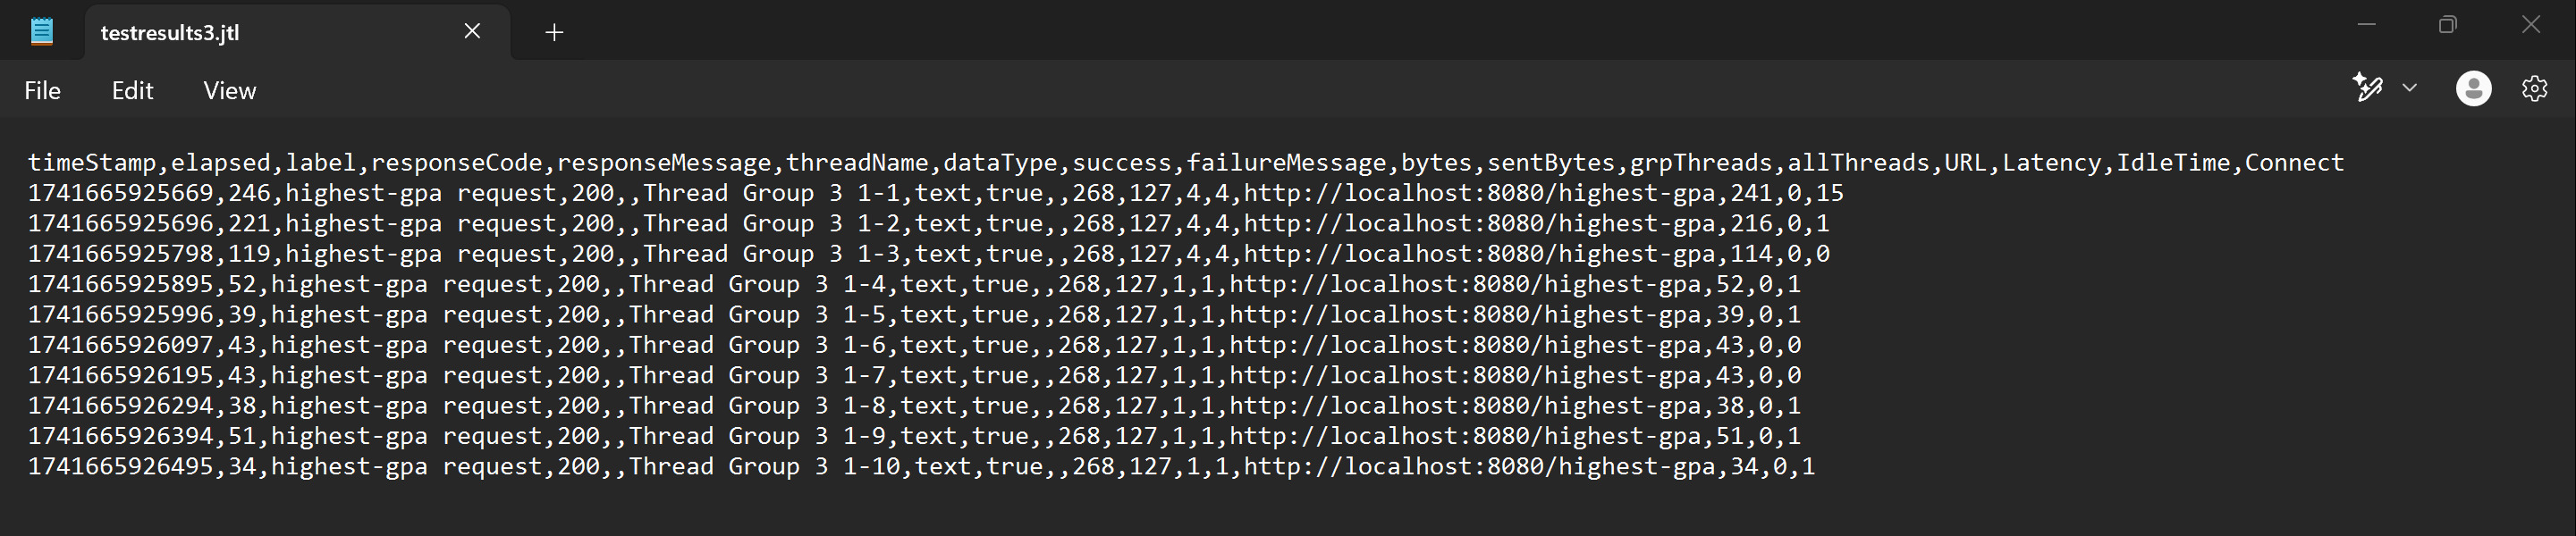 testresults3.jtl
File Edit View
timeStamp,elapsed,label,responseCode,responseMessage,threadName,dataType,success,failureMessage,bytes,sentBytes,grpThreads,allThreads,URL,Latency,IdleTime,Connect
1741665925669,246,highest-gpa request,200,,Thread Group 3 1-1,text,true,,268,127,4,4,http://localhost:8080/highest-gpa,241,0,15
1741665925696,221,highest-gpa request,200,,Thread Group 3 1-2,text,true,,268,127,4,4,http://localhost:8080/highest-gpa,216,0,1
1741665925798,119,highest-gpa request,200,,Thread Group 3 1-3,text,true,,268,127,4,4,http://localhost:8080/highest-gpa,114,0,0
1741665925895,52,highest-gpa request,200,,Thread Group 3 1-4,text,true,,268,127,1,1,http://localhost:8080/highest-gpa,52,0,1
1741665925996,39,highest-gpa request,200,,Thread Group 3 1-5,text,true,,268,127,1,1,http://localhost:8080/highest-gpa,39,0,1
1741665926097,43,highest-gpa request,200,,Thread Group 3 1-6,text,true,,268,127,1,1,http://localhost:8080/highest-gpa,43,0,0
1741665926195,43,highest-gpa request,200,,Thread Group 3 1-7,text,true,,268,127,1,1,http://localhost:8080/highest-gpa,43,0,0
1741665926294,38,highest-gpa request,200,,Thread Group 3 1-8,text,true,,268,127,1,1,http://localhost:8080/highest-gpa,38,0,1
1741665926394,51,highest-gpa request,200,,Thread Group 3 1-9,text,true,,268,127,1,1,http://localhost:8080/highest-gpa,51,0,1
1741665926495,34,highest-gpa request,200,,Thread Group 3 1-10,text,true,,268,127,1,1,http://localhost:8080/highest-gpa,34,0,1